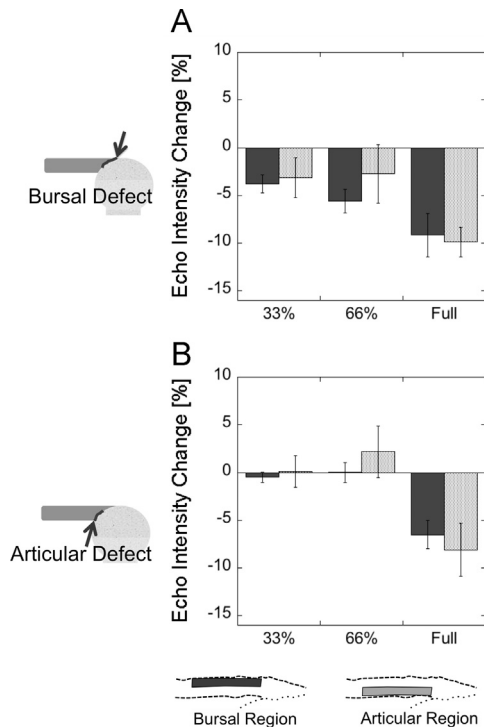 A
Echo Intensity Change [%]
10
5
0
-5
-10
-15
33%
66%
Full
Bursal Defect
B
Echo Intensity Change [%]
10
5
0
-5
-10
-15
33%
66%
Full
Articular Defect
Bursal Region
Articular Region